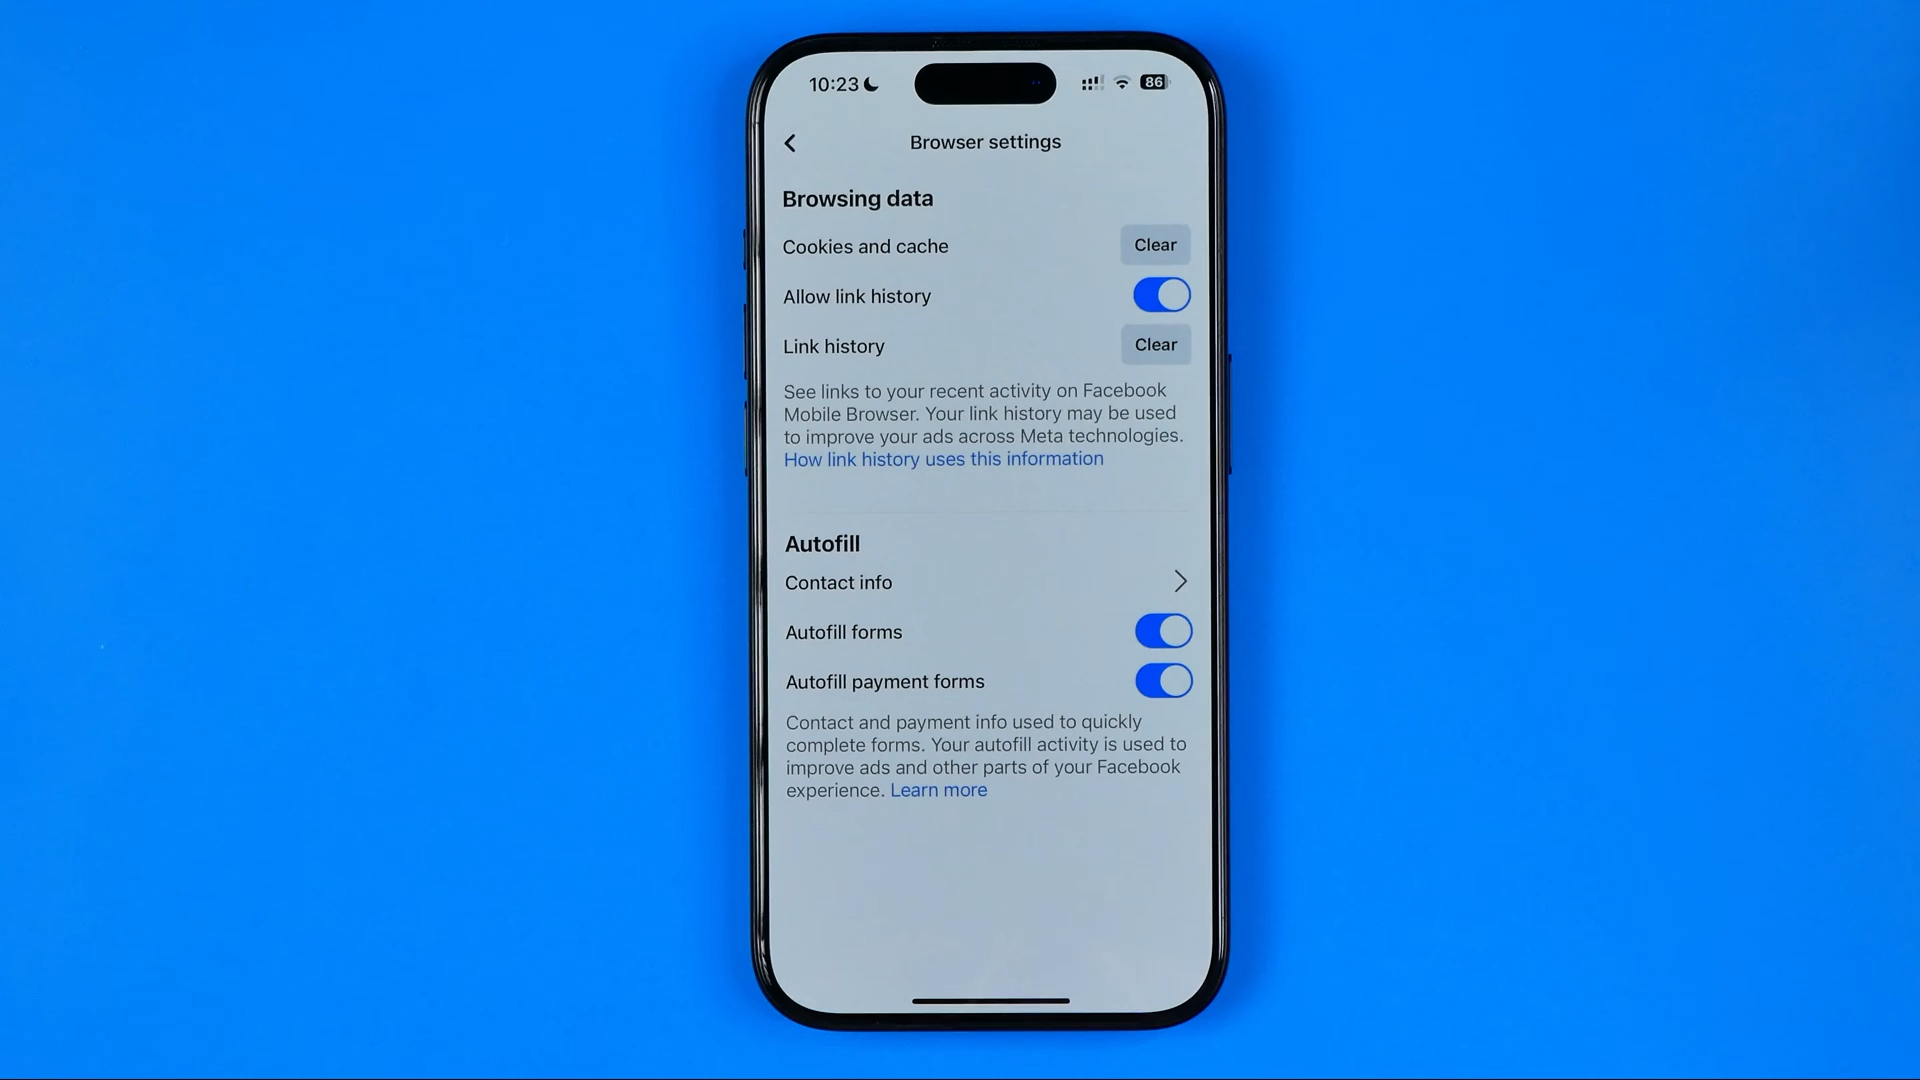 10:23
86
Browser settings
Browsing data
Cookies and cache
Clear
Allow link history
Link history
Clear
See links to your recent activity on Facebook
Mobile Browser. Your link history may be used
to improve your ads across Meta technologies.
How link history uses this information
Autofill
Contact info
Autofill forms
Autofill payment forms
Contact and payment info used to quickly
complete forms. Your autofill activity is used to
improve ads and other parts of your Facebook
experience. Learn more